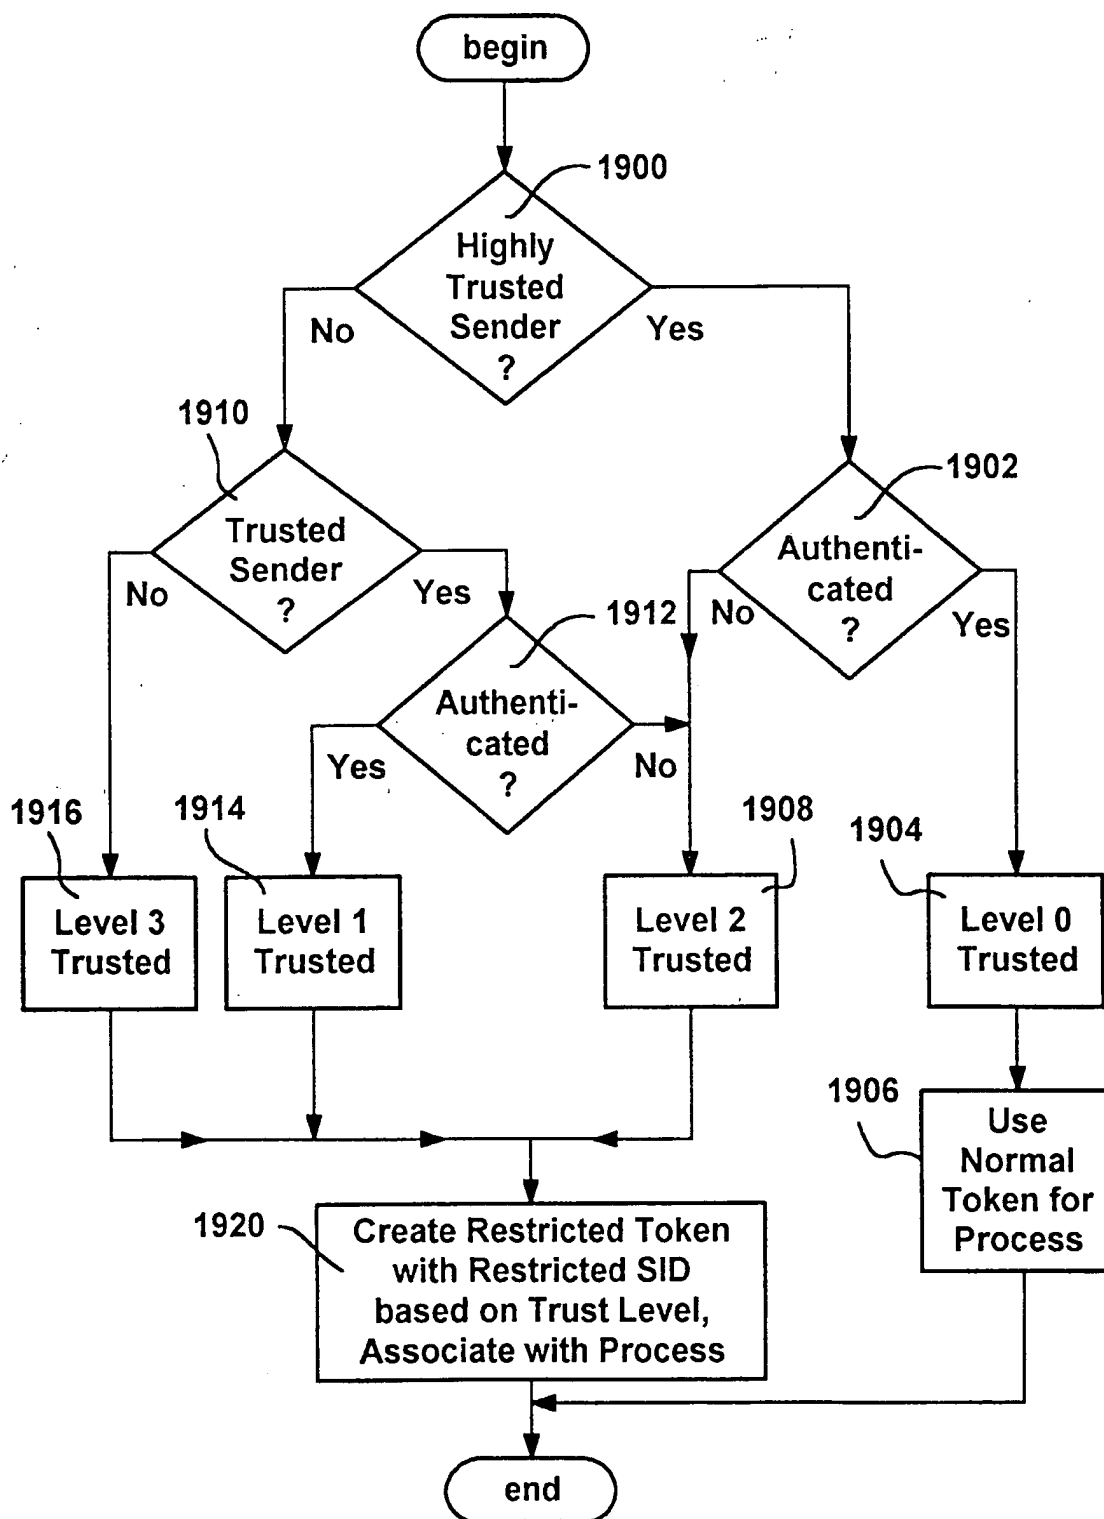 begin
1900
Highly
Trusted
Sender
?
No
Yes
1910
1902
Trusted
Sender
?
No
Yes
Authenti-
cated
?
No
Yes
1912
Authenti-
cated
?
Yes
No
1916
1914
1908
1904
Level 3
Trusted
Level 1
Trusted
Level 2
Trusted
Level 0
Trusted
1906
Use
Normal
Token for
Process
1920
Create Restricted Token
with Restricted SID
based on Trust Level,
Associate with Process
end